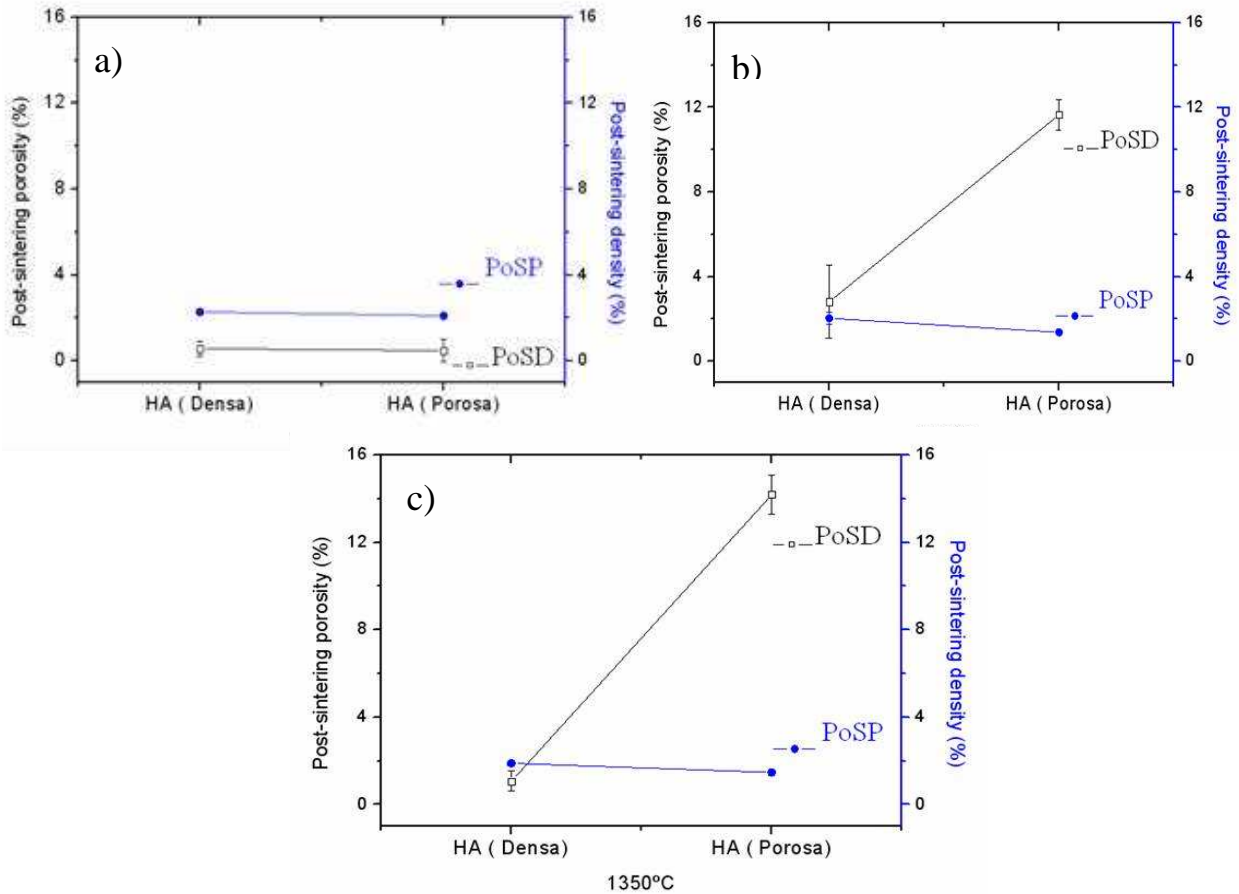 a)
Post-sintering porosity (%)
16
12
8
4
0
16
12
8
4
0
Post-sintering density (%)
PoSP
PoSD
HA ( Densa)
HA ( Porosa)
b)
Post-sintering porosity (%)
16
12
8
4
0
16
12
8
4
0
Post-sintering density (%)
PoSD
PoSP
HA ( Densa)
HA ( Porosa)
c)
Post-sintering porosity (%)
16
12
8
4
0
16
12
8
4
0
Post-sintering density (%)
PoSD
PoSP
HA ( Densa)
HA ( Porosa)
1350ºC